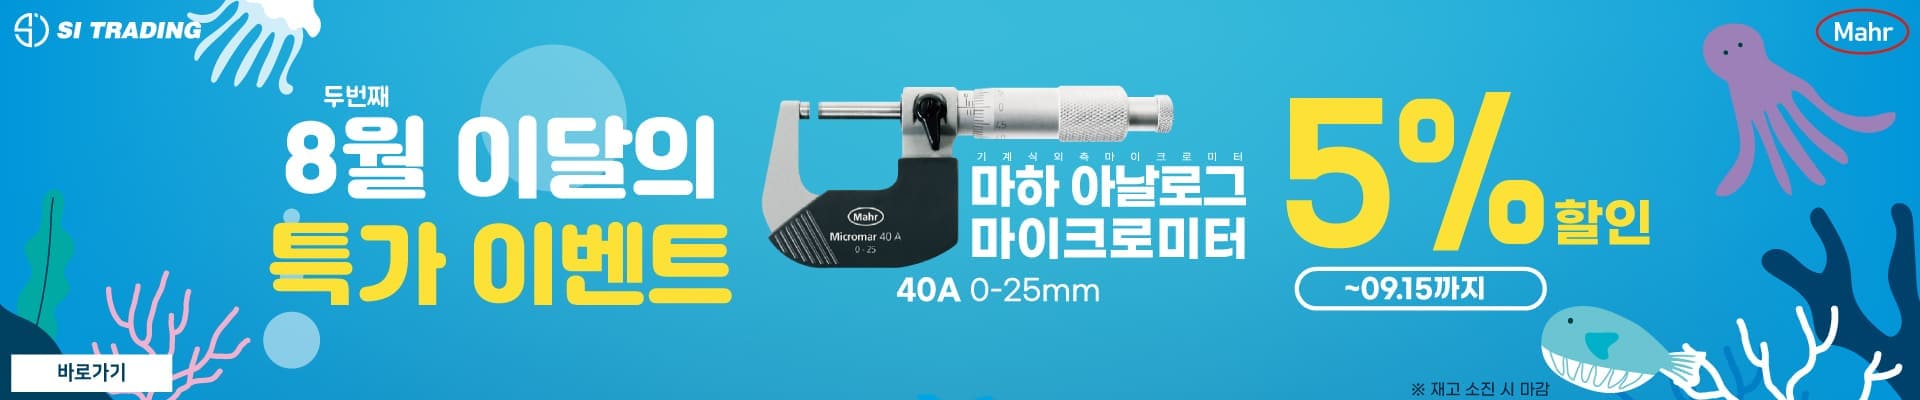 SI TRADING
Mahr
두번째
8월 이달의
특가 이벤트
Mahr
Micromar 40 A
0 - 25
기계식외측마이크로미터
마하 아날로그
마이크로미터
40A 0-25mm
5% 할인
~09.15까지
바로가기
※ 재고 소진 시 마감